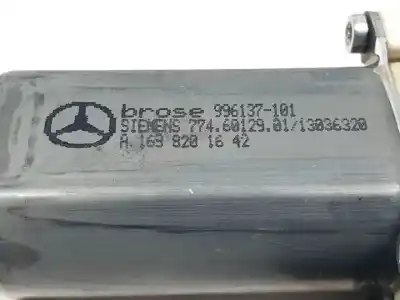 brose 996137-101
SIEMENS 774.60129.01/13036320
A 169 820 16 42